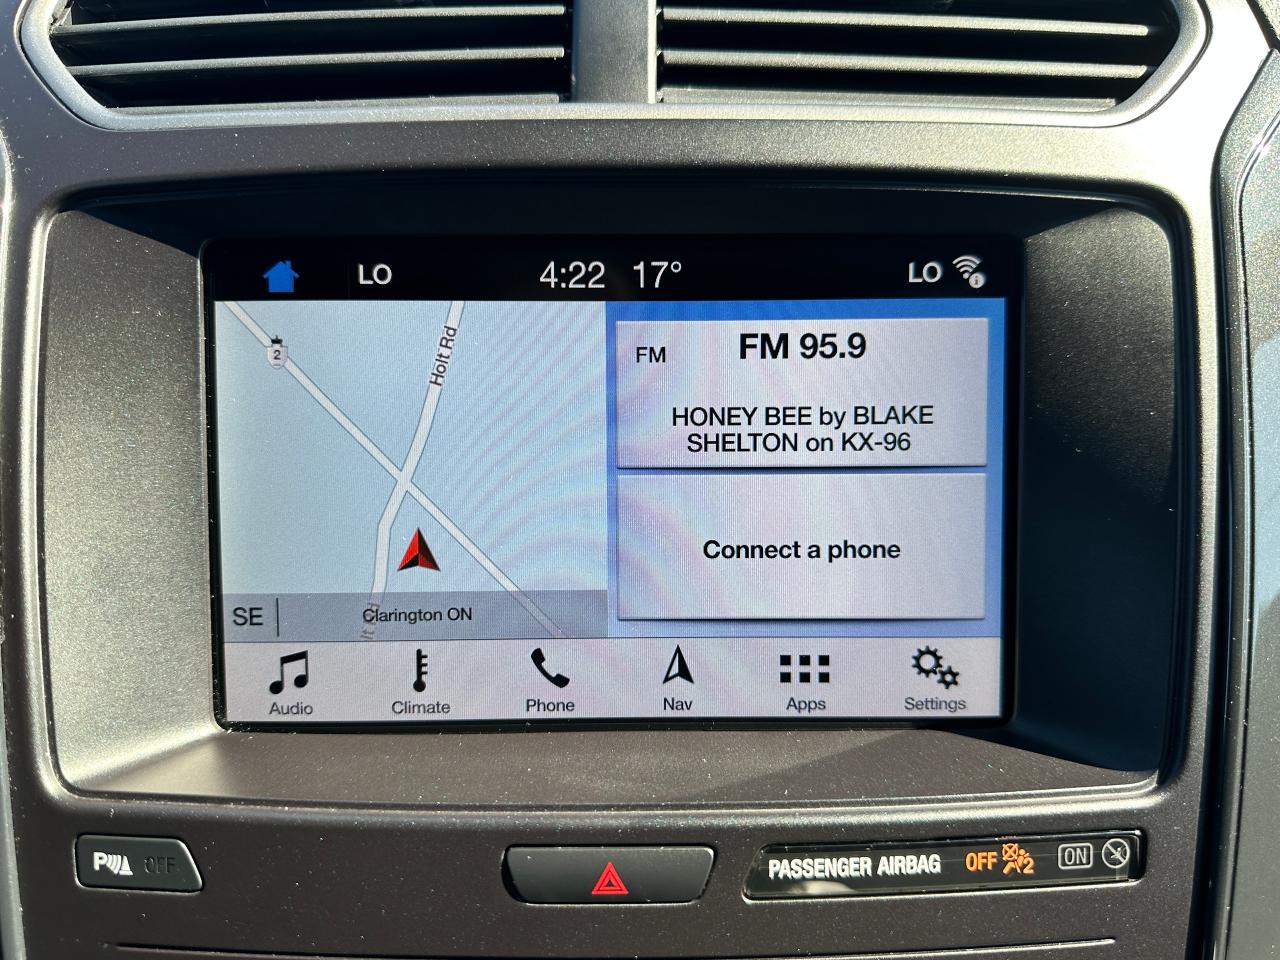 LO
4:22 17°
LO
2
Holt Rd
FM
FM 95.9
HONEY BEE by BLAKE
SHELTON on KX-96
Connect a phone
SE
Clarington ON
Audio
Climate
Phone
Nav
Apps
Settings
P
OFF
PASSENGER AIRBAG
OFF
2
ON